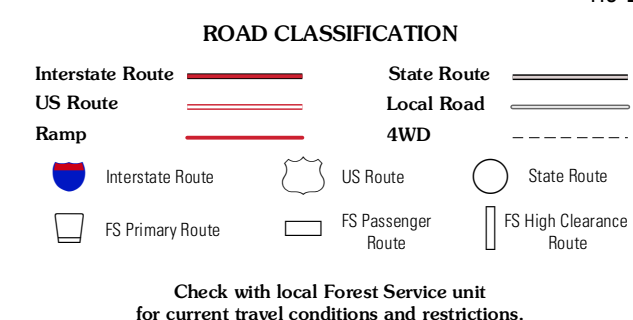 ROAD CLASSIFICATION
Interstate Route
State Route
US Route
Local Road
Ramp
4WD
Interstate Route
US Route
State Route
FS Primary Route
FS Passenger
Route
FS High Clearance
Route
Check with local Forest Service unit
for current travel conditions and restrictions.